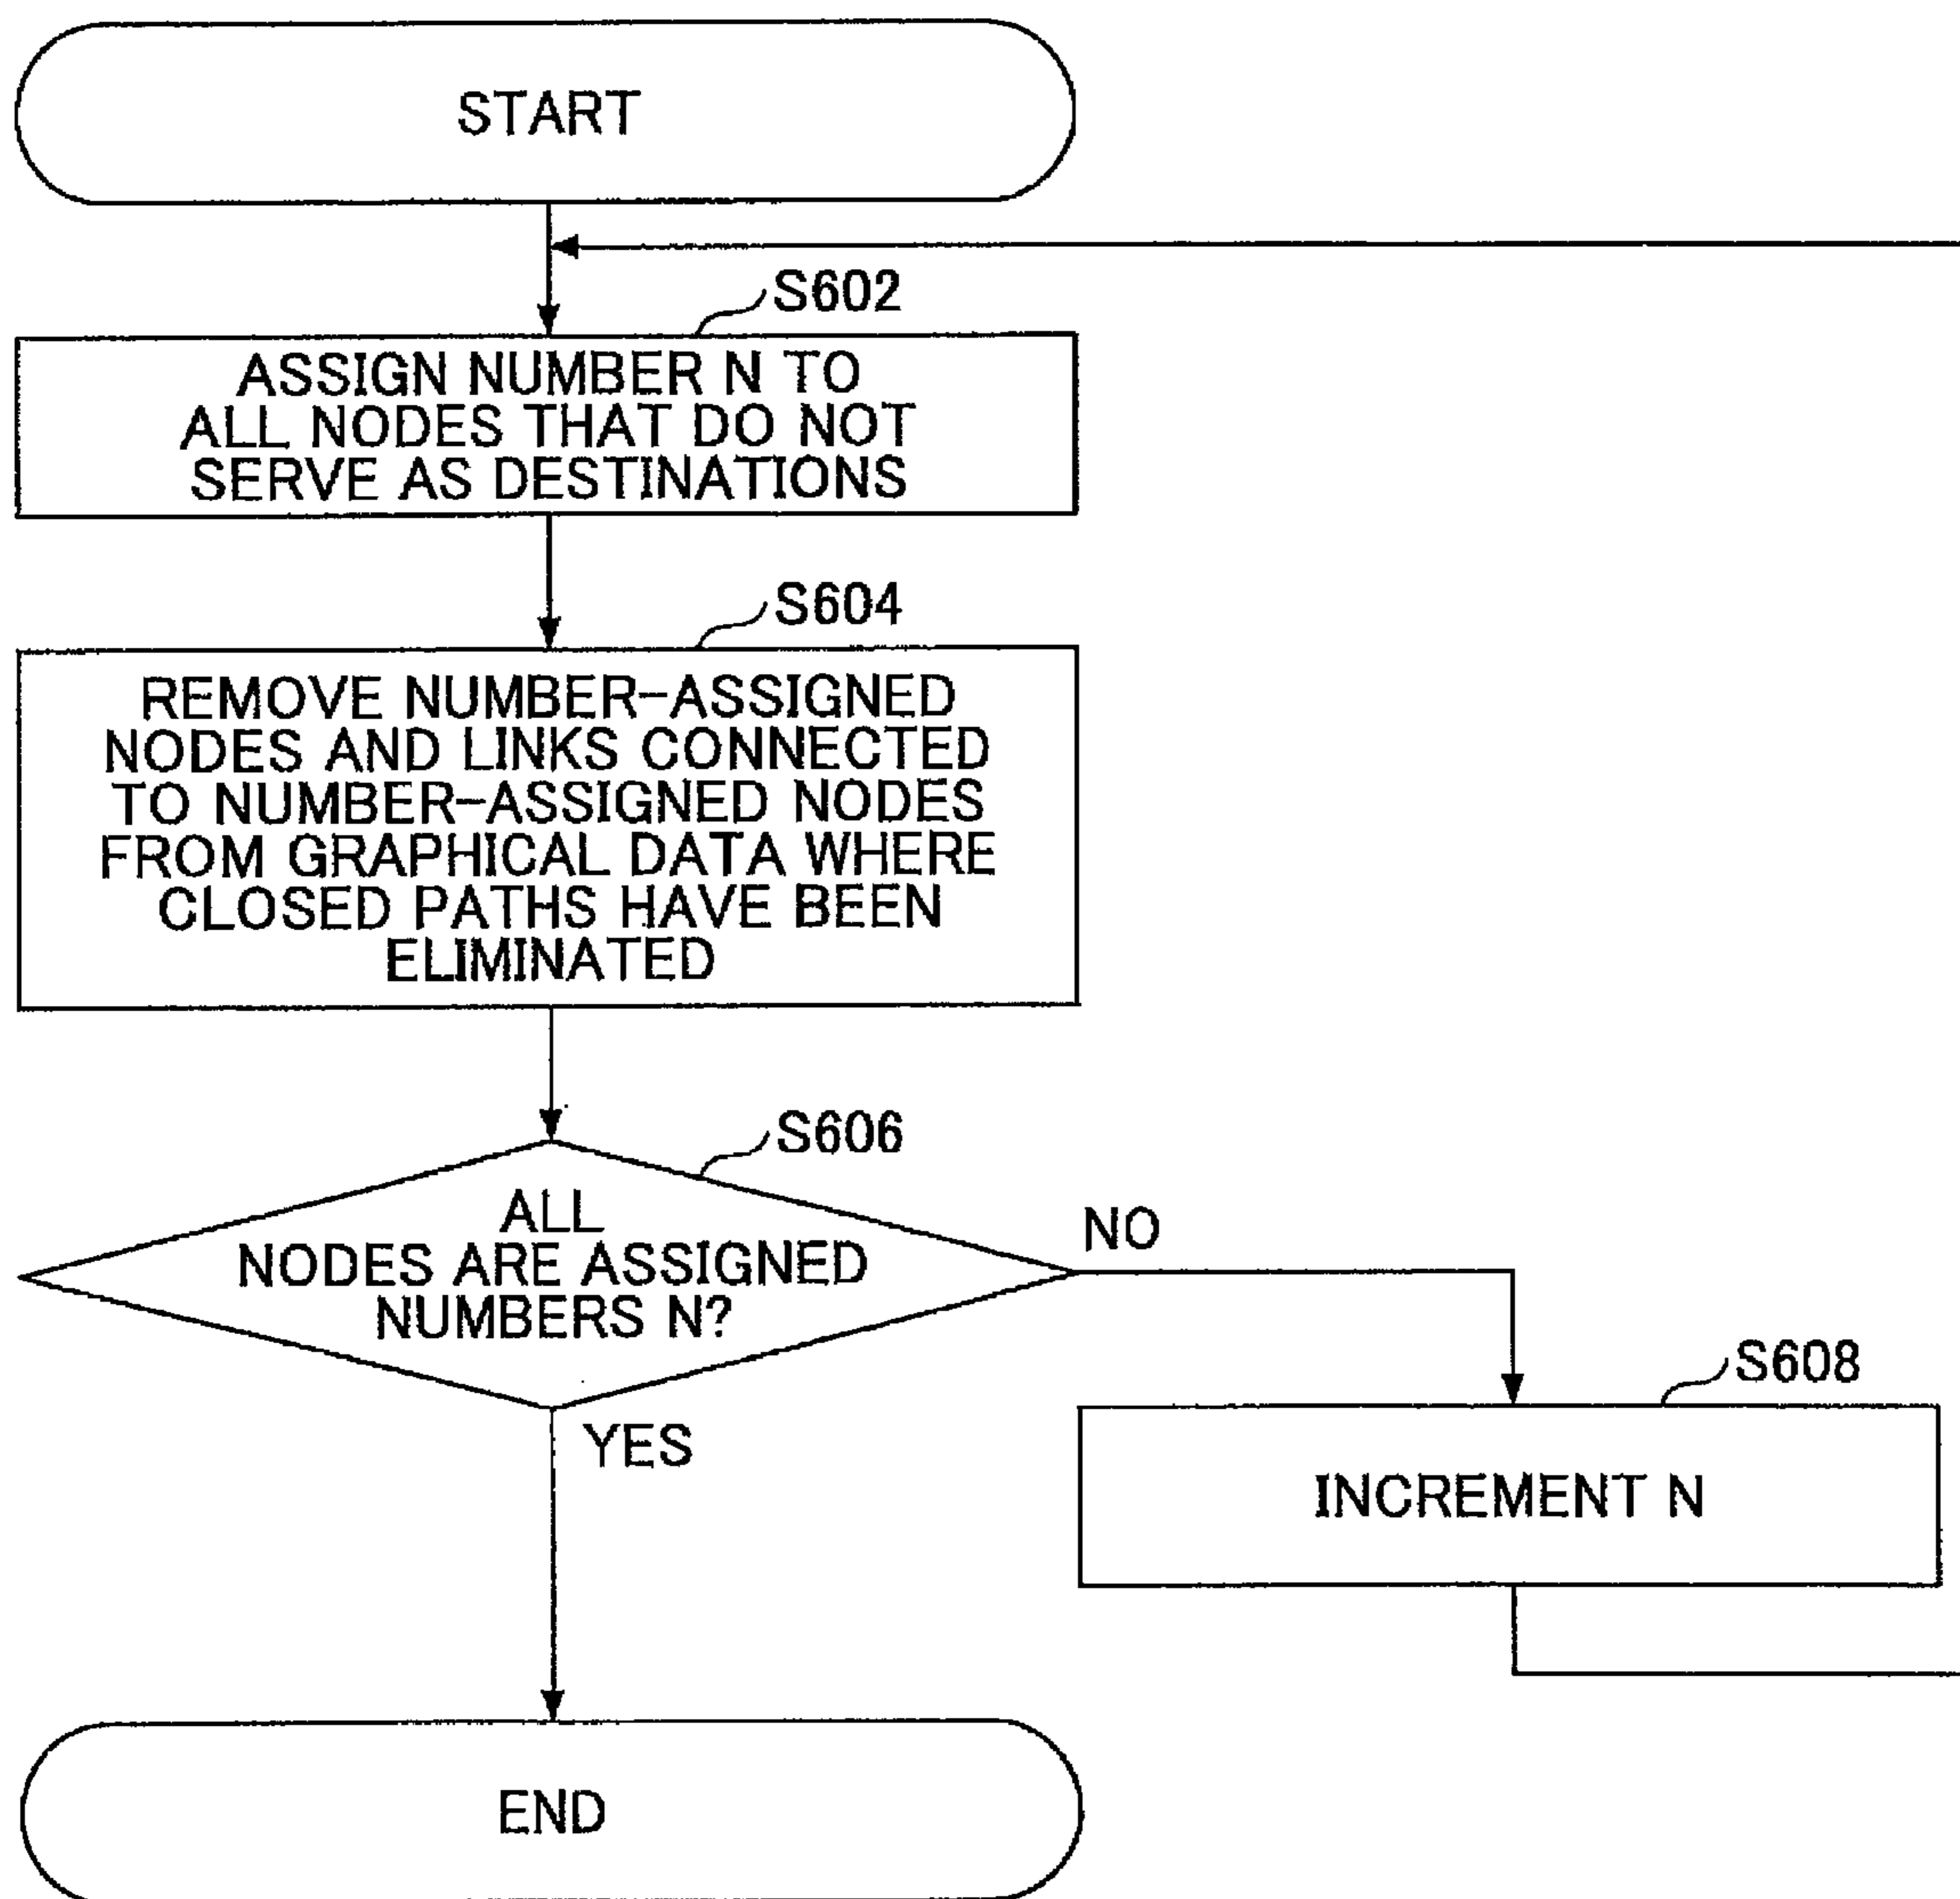 START
S602
ASSIGN NUMBER N TO
ALL NODES THAT DO NOT
SERVE AS DESTINATIONS
S604
REMOVE NUMBER-ASSIGNED
NODES AND LINKS CONNECTED
TO NUMBER-ASSIGNED NODES
FROM GRAPHICAL DATA WHERE
CLOSED PATHS HAVE BEEN
ELIMINATED
S606
ALL
NODES ARE ASSIGNED
NUMBERS N?
NO
YES
S608
INCREMENT N
END